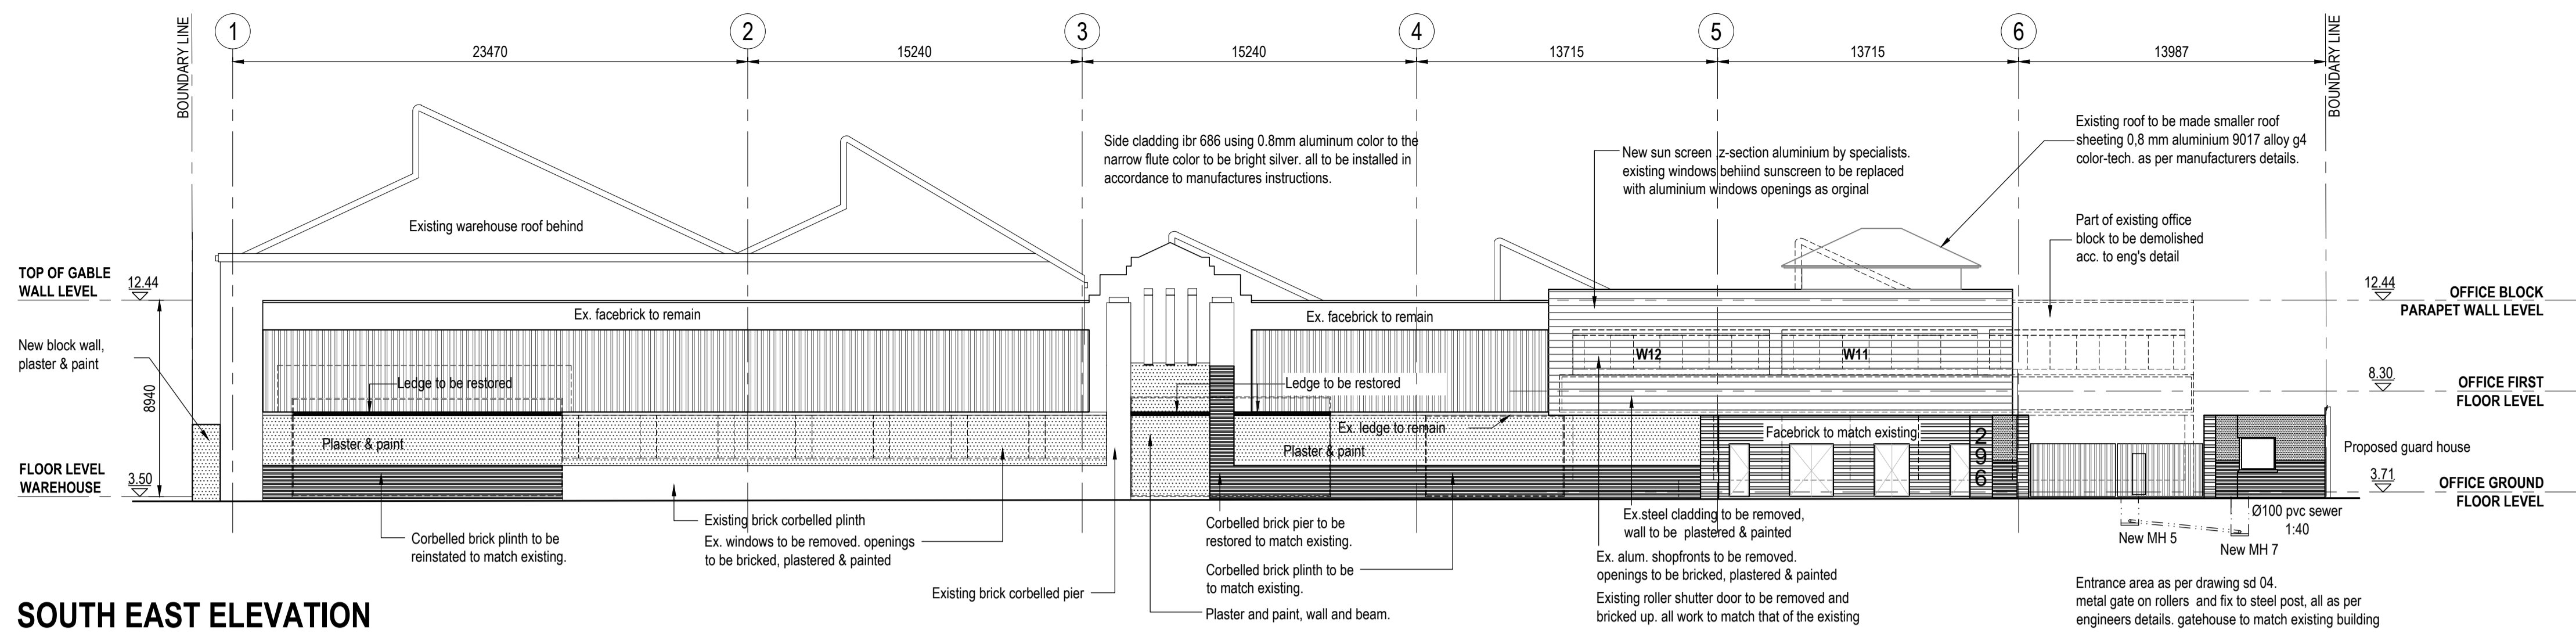 BOUNDARY LINE
1
2
3
4
5
6
BOUNDARY LINE
23470
15240
15240
13715
13715
13987
Side cladding ibr 686 using 0.8mm aluminum color to the
narrow flute color to be bright silver. all to be installed in
accordance to manufactures instructions.
New sun screen ,z-section aluminium by specialists.
existing windows behiind sunscreen to be replaced
with aluminium windows openings as orginal
Existing roof to be made smaller roof
sheeting 0,8 mm aluminium 9017 alloy g4
color-tech. as per manufacturers details.
Part of existing office
block to be demolished
acc. to eng's detail
Existing warehouse roof behind
TOP OF GABLE
WALL LEVEL
12.44
Ex. facebrick to remain
Ex. facebrick to remain
12.44
OFFICE BLOCK
PARAPET WALL LEVEL
New block wall,
plaster & paint
8940
W12
W11
Ledge to be restored
Ledge to be restored
8.30
OFFICE FIRST
FLOOR LEVEL
Plaster & paint
Ex. ledge to remain
Plaster & paint
Facebrick to match existing
2
9
6
Proposed guard house
FLOOR LEVEL
WAREHOUSE
3.50
3.71
OFFICE GROUND
FLOOR LEVEL
Corbelled brick plinth to be
reinstated to match existing.
Existing brick corbelled plinth
Ex. windows to be removed. openings
to be bricked, plastered & painted
Existing brick corbelled pier
Corbelled brick pier to be
restored to match existing.
Corbelled brick plinth to be
to match existing.
Plaster and paint, wall and beam.
Ex.steel cladding to be removed,
wall to be plastered & painted
Ex. alum. shopfronts to be removed.
openings to be bricked, plastered & painted
Existing roller shutter door to be removed and
bricked up. all work to match that of the existing
Ø100 pvc sewer
1:40
New MH 5
New MH 7
Entrance area as per drawing sd 04.
metal gate on rollers and fix to steel post, all as per
engineers details. gatehouse to match existing building
SOUTH EAST ELEVATION